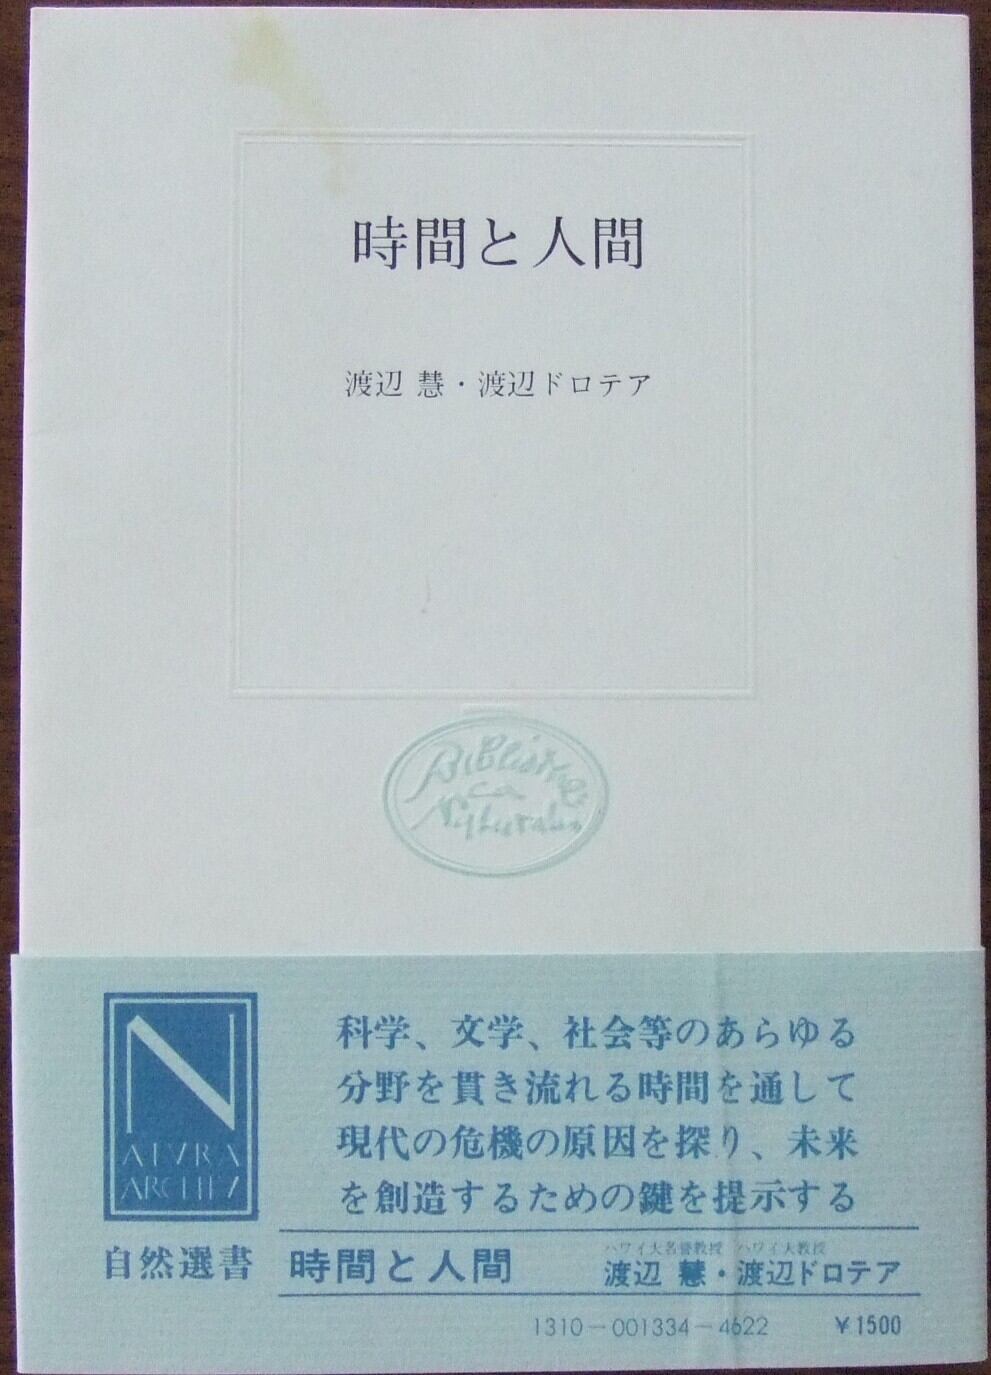 時間と人間
渡辺 慧・渡辺ドロテア
Bibliothe
ca
Naturalis
科学、文学、社会等のあらゆる
分野を貫き流れる時間を通して
現代の危機の原因を探り、未来
を創造するための鍵を提示する
N
ATVRA
ARCHEV
自然選書
時間と人間
ハワイ大名誉教授 ハワイ大教授
渡辺 慧・渡辺ドロテア
1310-001334-4622 ¥1500